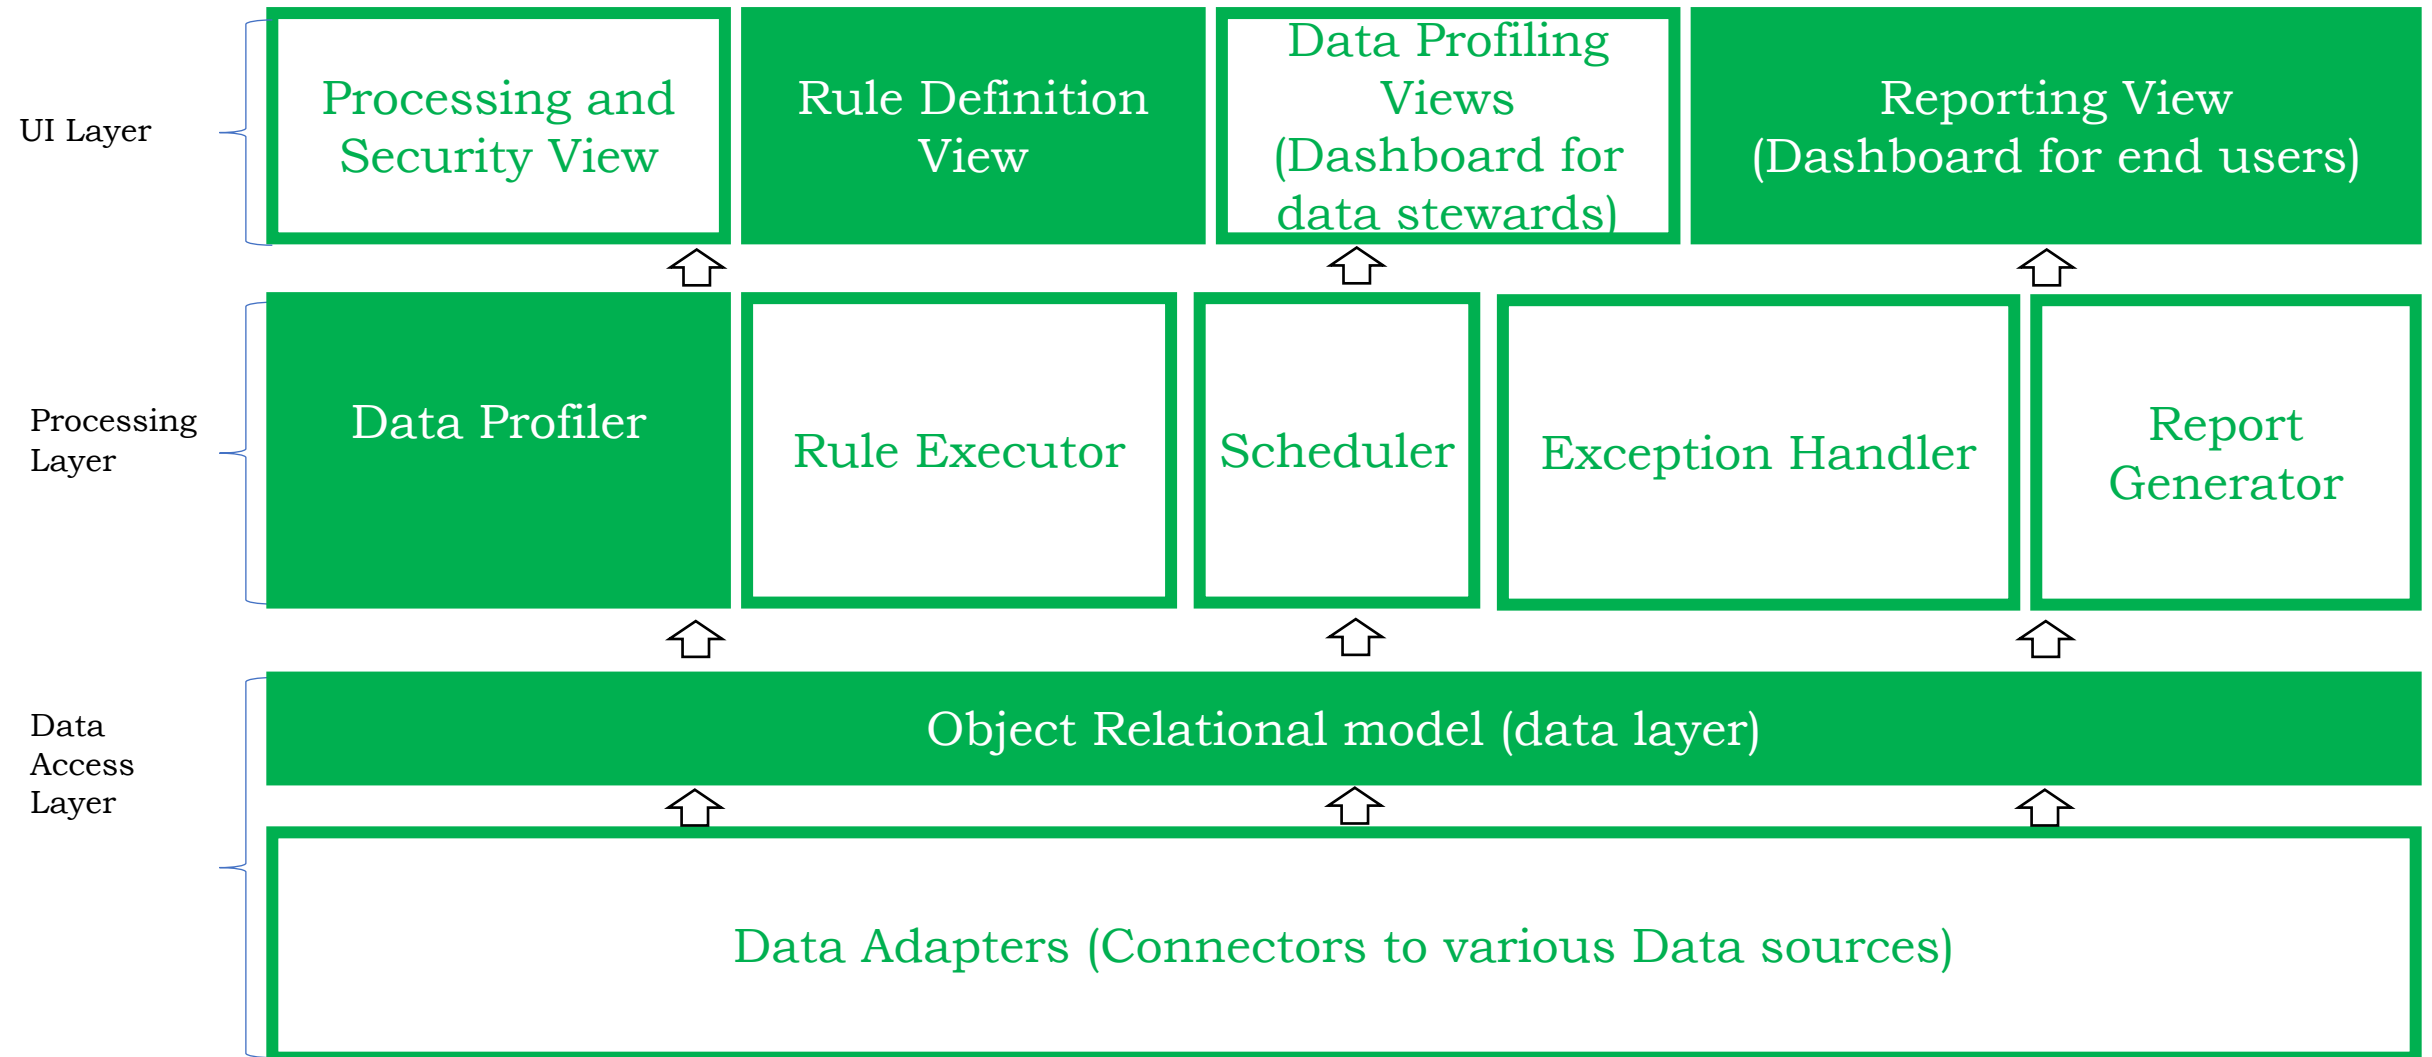 UI Layer
Processing and
Security View
Rule Definition
View
Data Profiling
Views
(Dashboard for
data stewards)
Reporting View
(Dashboard for end users)
Processing
Layer
Data Profiler
Rule Executor
Scheduler
Exception Handler
Report
Generator
Data
Access
Layer
Object Relational model (data layer)
Data Adapters (Connectors to various Data sources)